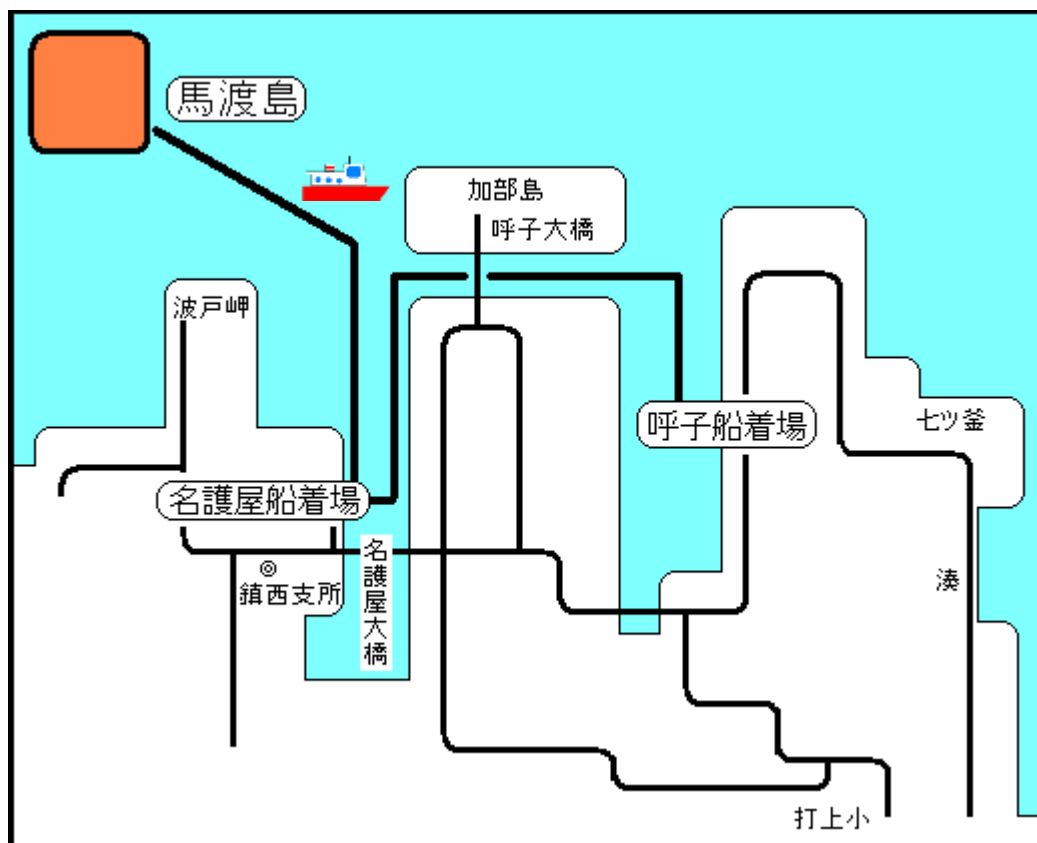 馬渡島
加部島
呼子大橋
波戸岬
呼子船着場
七ツ釜
名護屋船着場
名護屋大橋
鎮西支所
湊
打上小